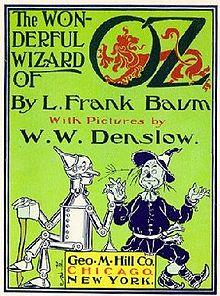 The WON-
DERFUL
WIZARD
OF
OZ
By L. Frank Baum
With Pictures by
W. W. Denslow.
Geo. M. Hill Co.
CHICAGO.
NEW YORK.